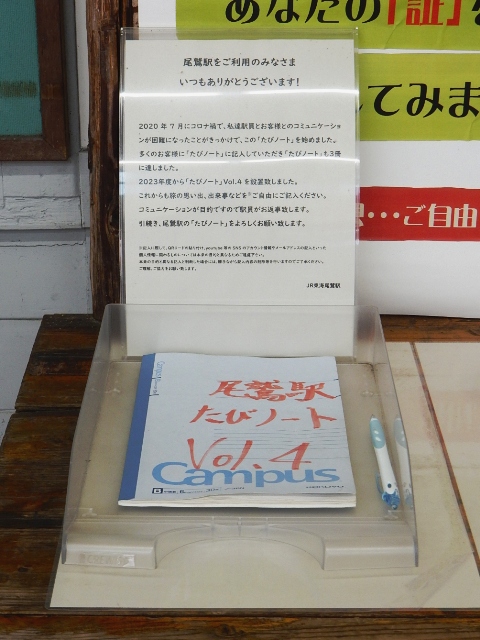 あなたの「証」
してみま
…ご自由
尾鷲駅をご利用のみなさま
いつもありがとうございます！
2020年7月にコロナ禍で、私達駅員とお客様とのコミュニケーション
が困難になったことがきっかけで、この「たびノート」を始めました。
多くのお客様に「たびノート」に記入していただき「たびノート」も3冊
に達しました。
2023年度から「たびノート」Vol.4を設置致しました。
これからも旅の思い出、出来事などをご自由にご記入ください。
コミュニケーションが目的ですので駅員がお返事致します。
引続き、尾鷲駅の「たびノート」をよろしくお願い致します。
JR東海尾鷲駅
尾鷲駅
たびノート
Vol.4
Campus